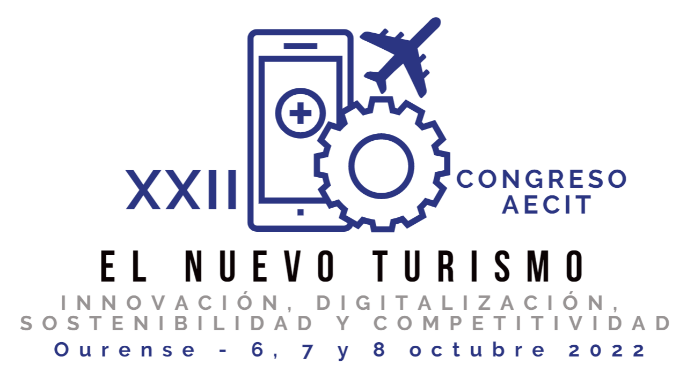 XXII
CONGRESO
AECIT
EL NUEVO TURISMO
INNOVACIÓN, DIGITALIZACIÓN,
SOSTENIBILIDAD Y COMPETITIVIDAD
Ourense - 6, 7 y 8 octubre 2022